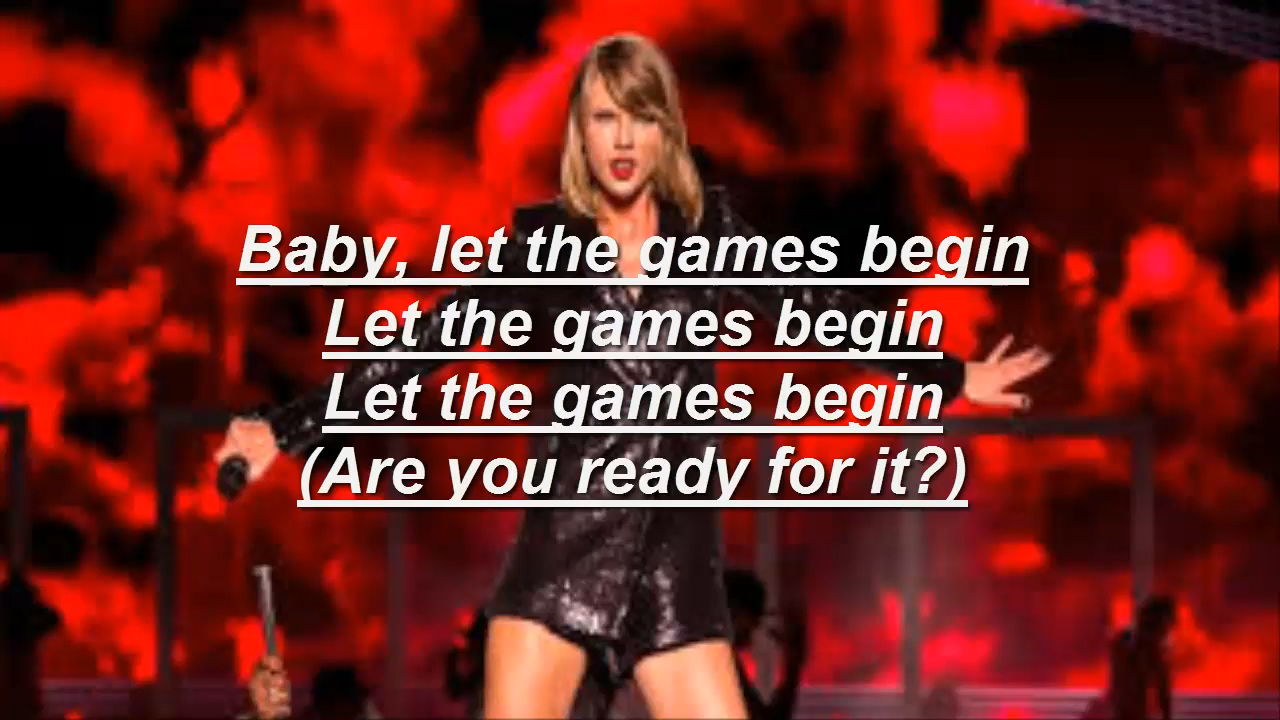 Baby, let the games begin
Let the games begin
Let the games begin
(Are you ready for it?)